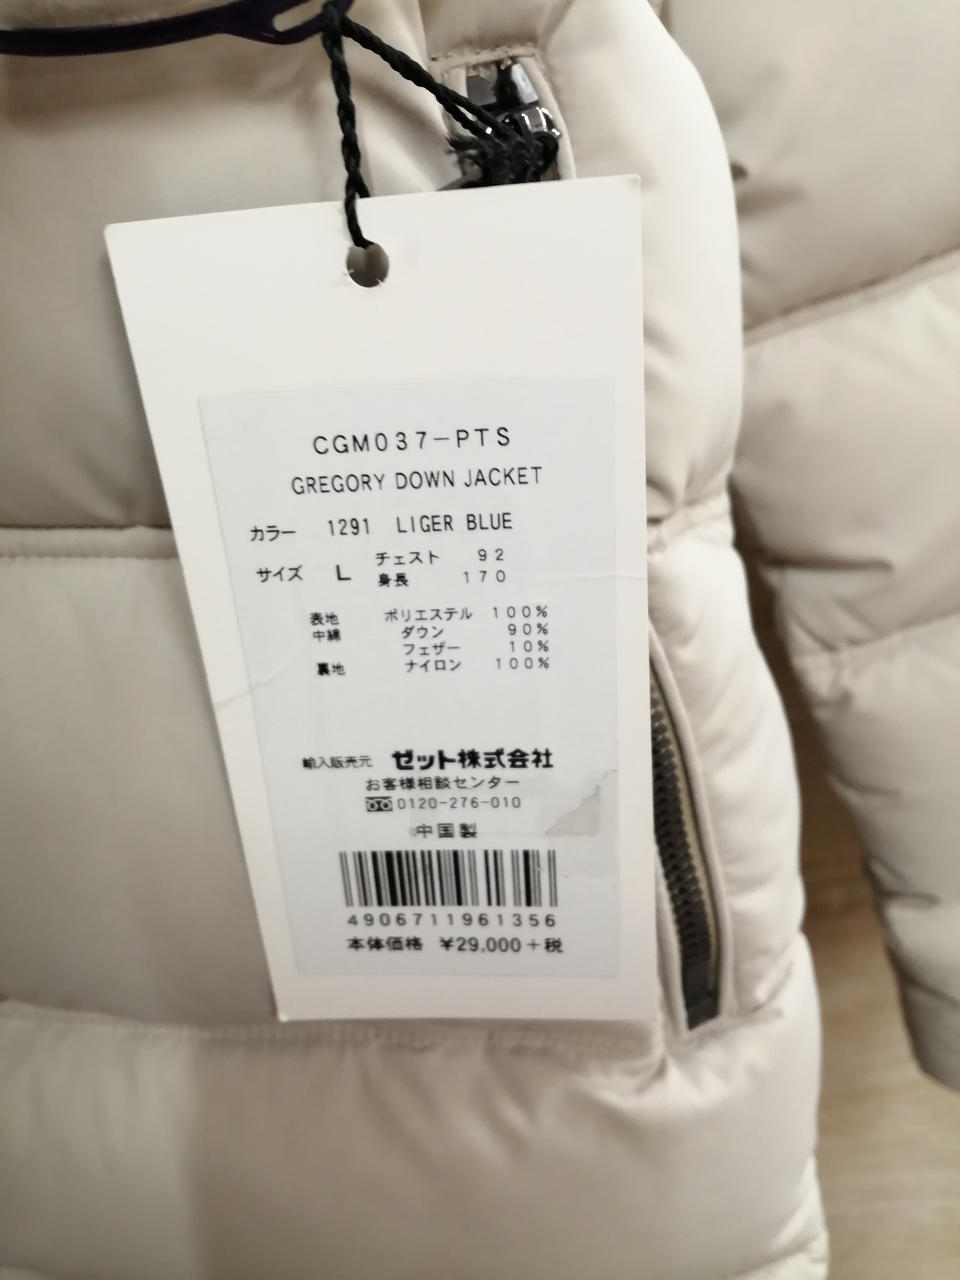 CGM037-PTS
GREGORY DOWN JACKET
カラー 1291 LIGER BLUE
サイズ L チェスト 92
身長 170
表地 ポリエステル 100%
中綿 ダウン 90%
フェザー 10%
裏地 ナイロン 100%
輸入販売元 ゼット株式会社
お客様相談センター
0120-276-010
中国製
4906711961356
本体価格 ¥29,000+税